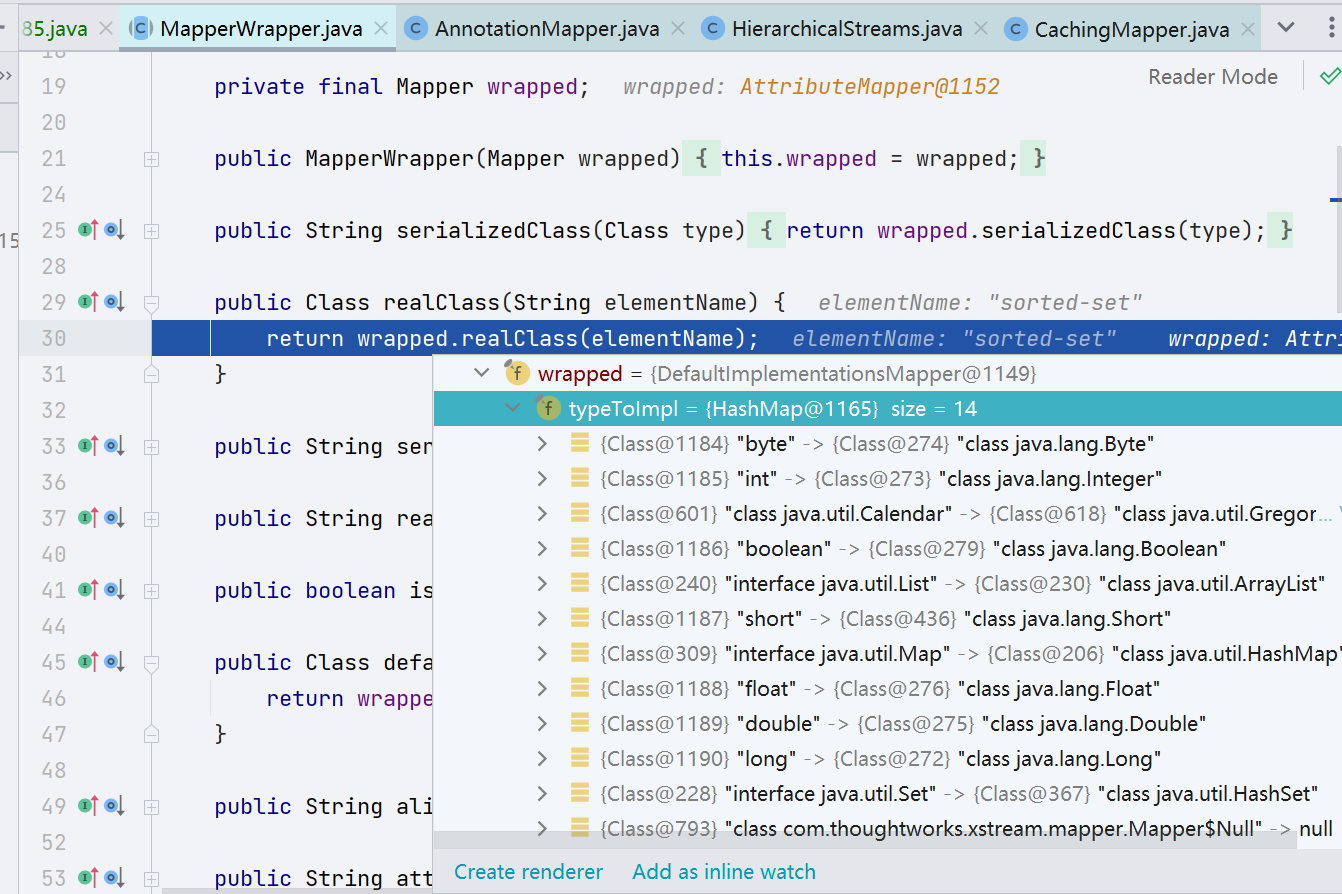 85.java MapperWrapper.java AnnotationMapper.java HierarchicalStreams.java CachingMapper.java
Reader Mode
19 private final Mapper wrapped; wrapped: AttributeMapper@1152
20
21 public MapperWrapper(Mapper wrapped) { this.wrapped = wrapped; }
24
25 public String serializedClass(Class type) { return wrapped.serializedClass(type); }
28
29 public Class realClass(String elementName) { elementName: "sorted-set"
30 return wrapped.realClass(elementName); elementName: "sorted-set" wrapped: Attri
31 }
32
33 public String ser
36
37 public String rea
40
41 public boolean is
44
45 public Class defa
46 return wrappe
47 }
48
49 public String ali
52
53 public String att
15
wrapped = {DefaultImplementationsMapper@1149}
typeToImpl = {HashMap@1165} size = 14
{Class@1184} "byte" -> {Class@274} "class java.lang.Byte"
{Class@1185} "int" -> {Class@273} "class java.lang.Integer"
{Class@601} "class java.util.Calendar" -> {Class@618} "class java.util.Gregor...
{Class@1186} "boolean" -> {Class@279} "class java.lang.Boolean"
{Class@240} "interface java.util.List" -> {Class@230} "class java.util.ArrayList"
{Class@1187} "short" -> {Class@436} "class java.lang.Short"
{Class@309} "interface java.util.Map" -> {Class@206} "class java.util.HashMap"
{Class@1188} "float" -> {Class@276} "class java.lang.Float"
{Class@1189} "double" -> {Class@275} "class java.lang.Double"
{Class@1190} "long" -> {Class@272} "class java.lang.Long"
{Class@228} "interface java.util.Set" -> {Class@367} "class java.util.HashSet"
{Class@793} "class com.thoughtworks.xstream.mapper.Mapper$Null" -> null
Create renderer Add as inline watch